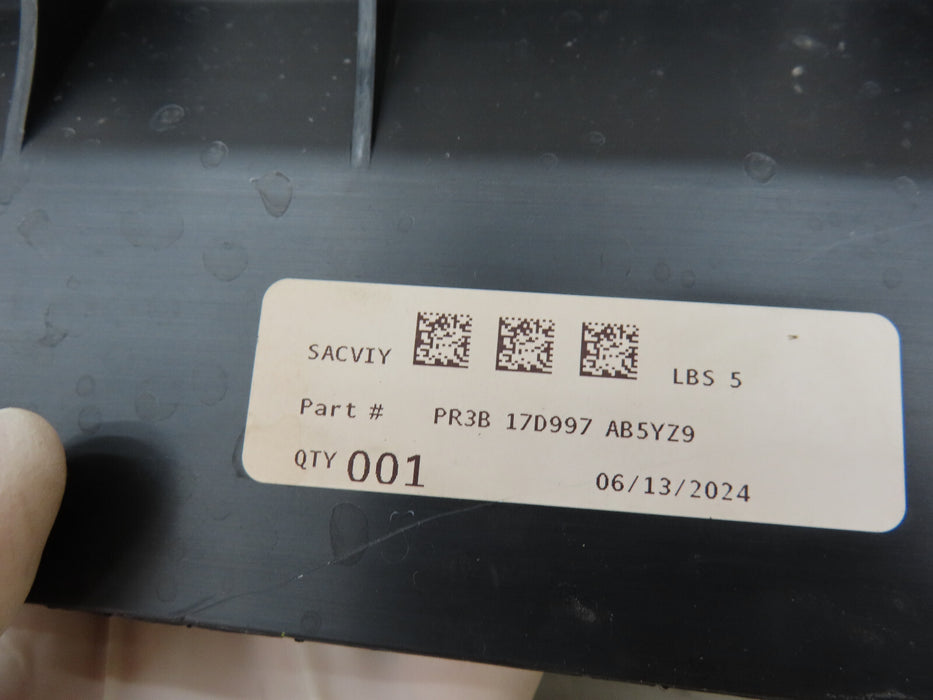 SACVIY LBS 5
Part # PR3B 17D997 AB5YZ9
QTY 001 06/13/2024